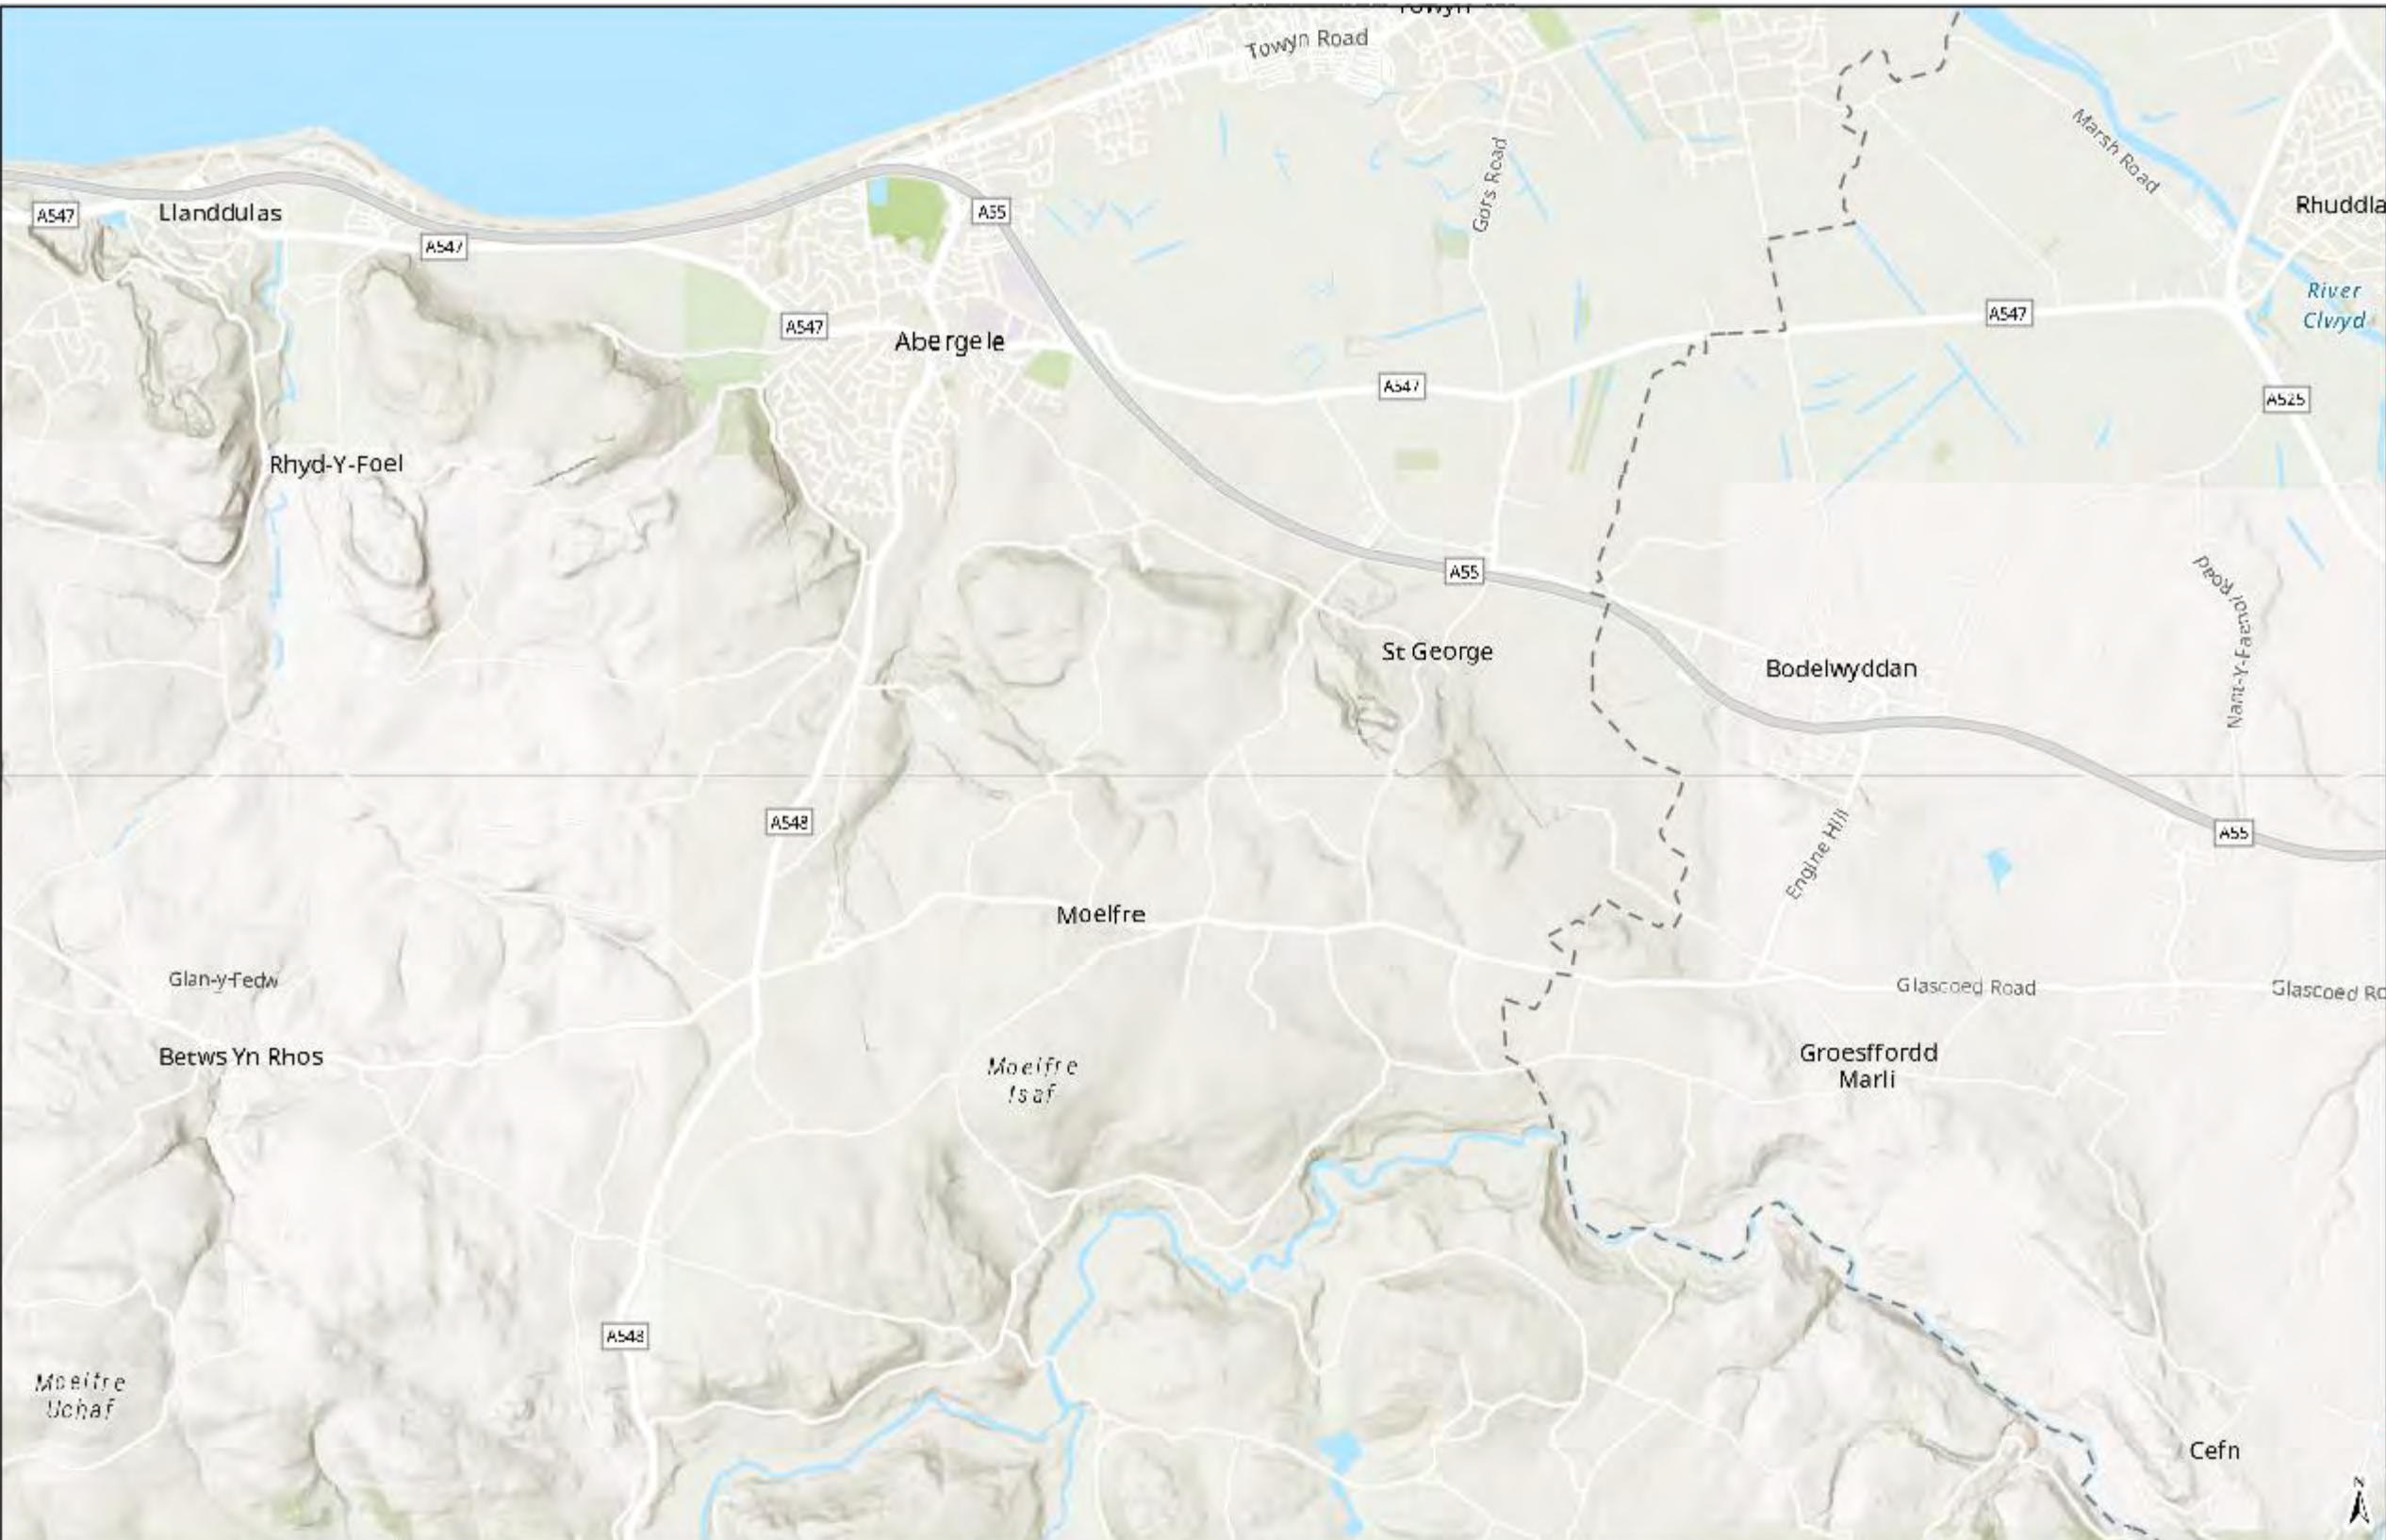 Towyn
Towyn Road
Marsh Road
Gors Road
Rhuddla
A547
Llanddulas
A55
A547
River
Clwyd
A547
A547
Abergele
A547
A525
Rhyd-Y-Foel
A55
Nant-Y-Faenol Road
St George
Bodelwyddan
A548
A55
Engine Hill
Moelfre
Glan-y-Fedw
Glascoed Road
Glascoed Ro
Betws Yn Rhos
Groesffordd
Marli
Moelfre
Isaf
A548
Moelfre
Uchaf
Cefn
N